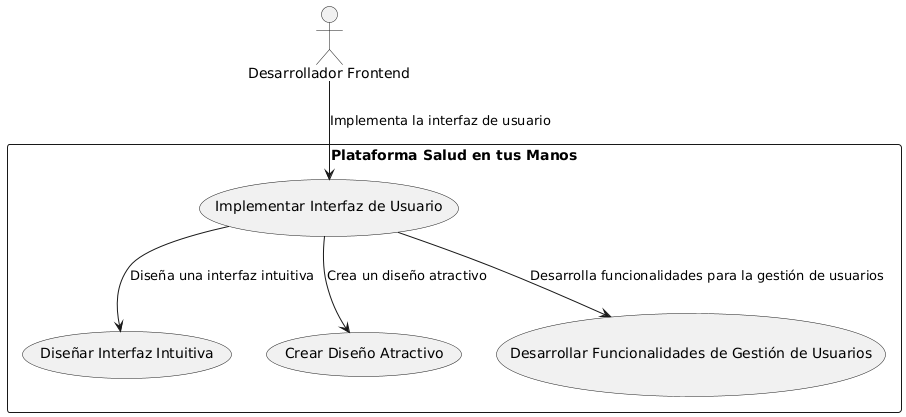 Desarrollador Frontend
Implementa la interfaz de usuario
Plataforma Salud en tus Manos
Implementar Interfaz de Usuario
Diseña una interfaz intuitiva
Crea un diseño atractivo
Desarrolla funcionalidades para la gestión de usuarios
Diseñar Interfaz Intuitiva
Crear Diseño Atractivo
Desarrollar Funcionalidades de Gestión de Usuarios